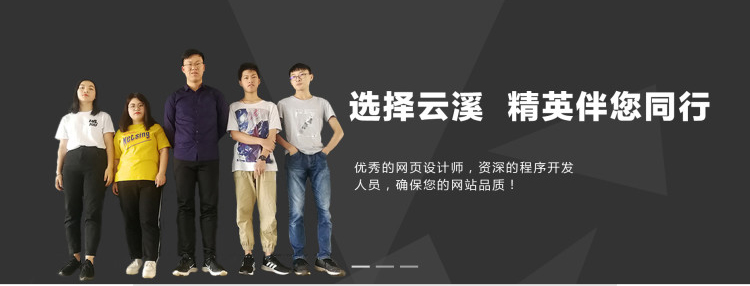 选择云溪 精英伴您同行
优秀的网页设计师，资深的程序开发
人员，确保您的网站品质！